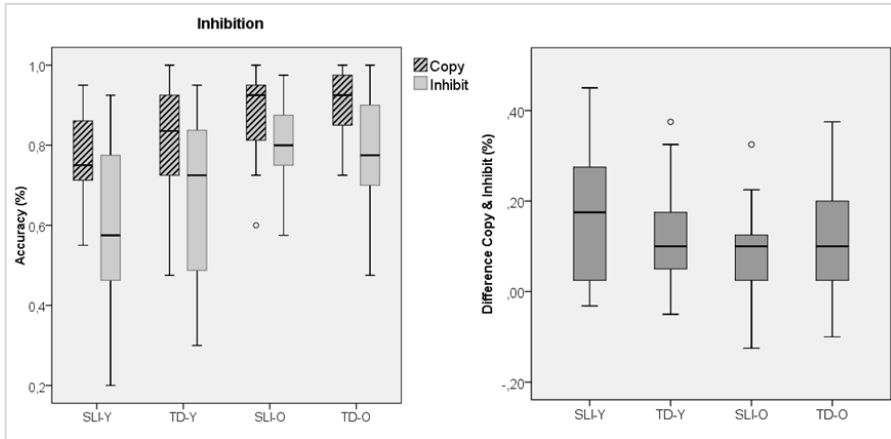 Inhibition
Accuracy (%)
1,0
0,8
0,6
0,4
0,2
SLI-Y
TD-Y
SLI-O
TD-O
Copy
Inhibit
Difference Copy & Inhibit (%)
,40
,20
,00
-,20
SLI-Y
TD-Y
SLI-O
TD-O